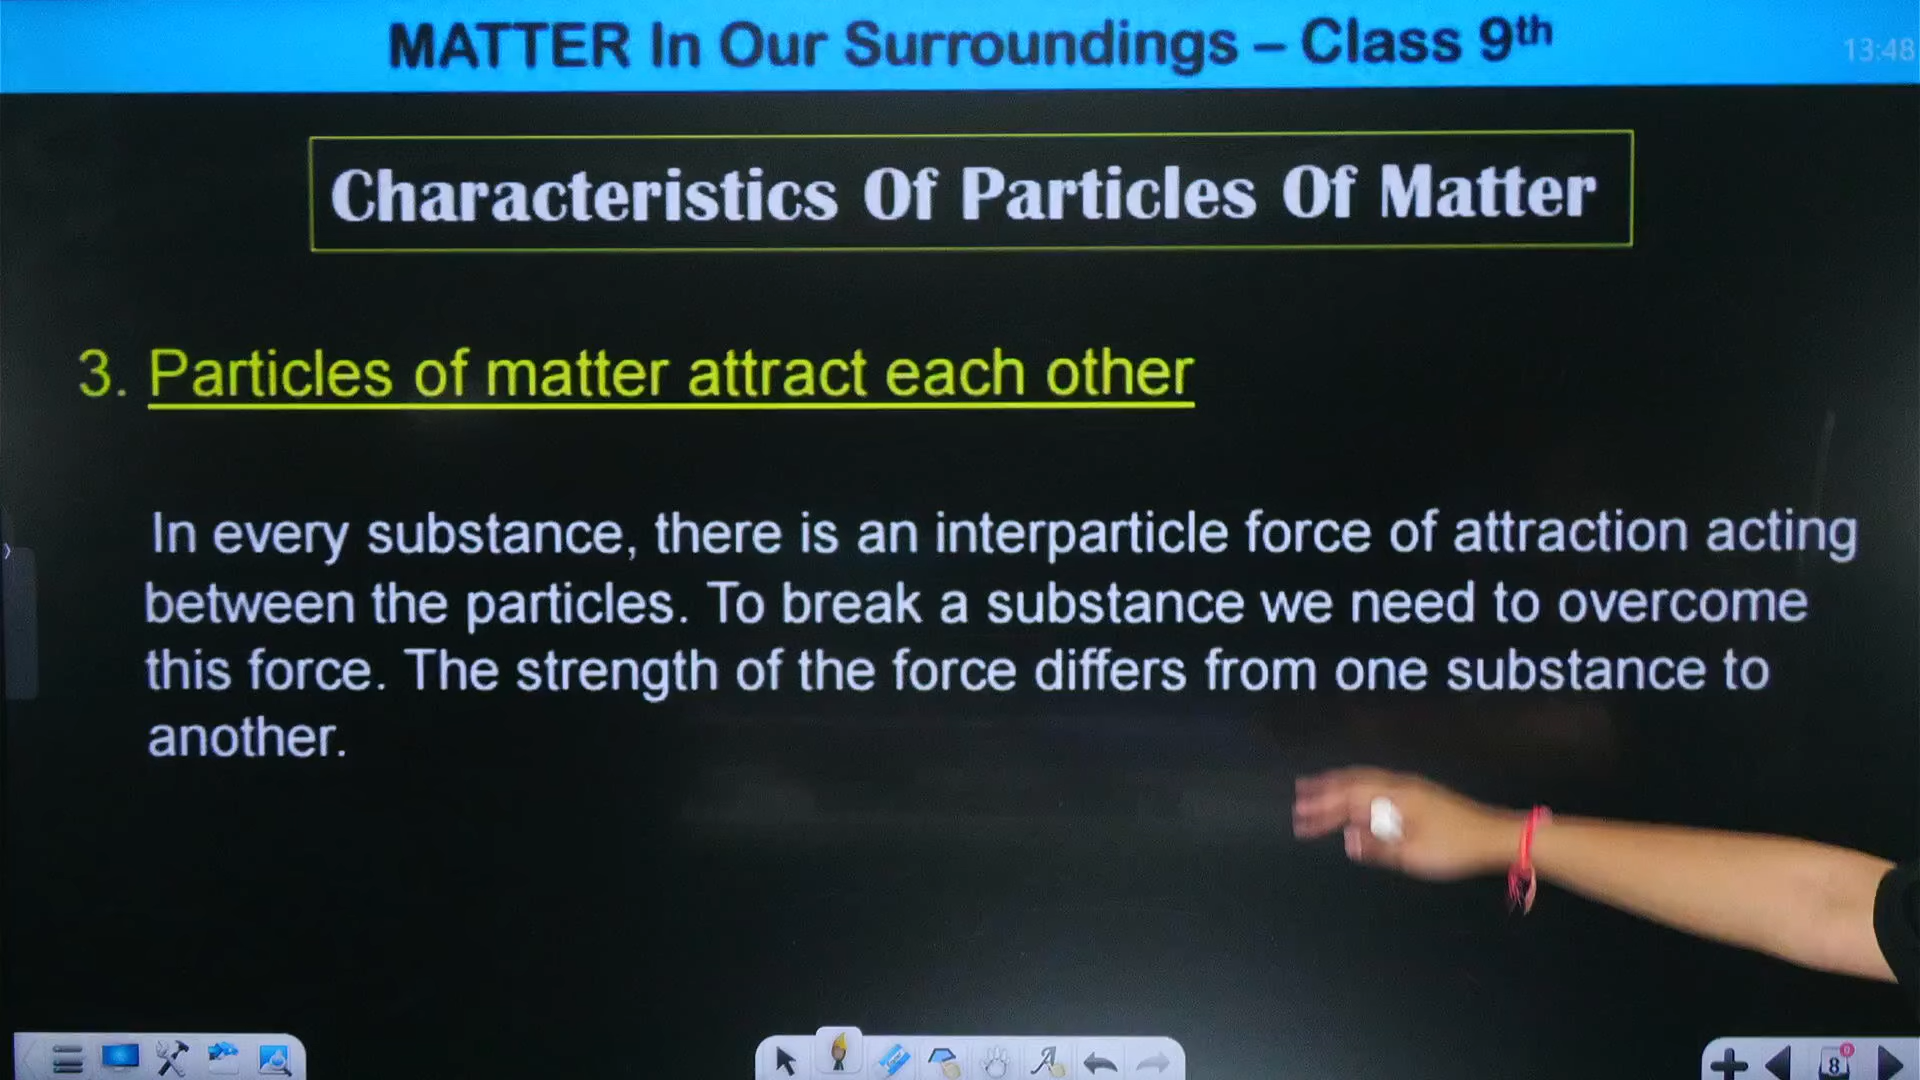 MATTER In Our Surroundings – Class 9th
13:48
Characteristics Of Particles Of Matter
3. Particles of matter attract each other
In every substance, there is an interparticle force of attraction acting
between the particles. To break a substance we need to overcome
this force. The strength of the force differs from one substance to
another.
8